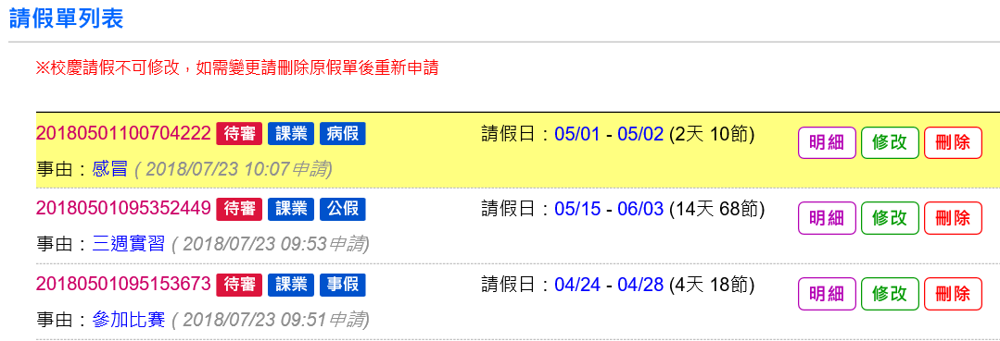 請假單列表
※校慶請假不可修改，如需變更請刪除原假單後重新申請
20180501100704222 待審 課業 病假 請假日：05/01 - 05/02 (2天 10節) 明細 修改 刪除
事由：感冒 ( 2018/07/23 10:07申請)
20180501095352449 待審 課業 公假 請假日：05/15 - 06/03 (14天 68節) 明細 修改 刪除
事由：三週實習 ( 2018/07/23 09:53申請)
20180501095153673 待審 課業 事假 請假日：04/24 - 04/28 (4天 18節) 明細 修改 刪除
事由：參加比賽 ( 2018/07/23 09:51申請)